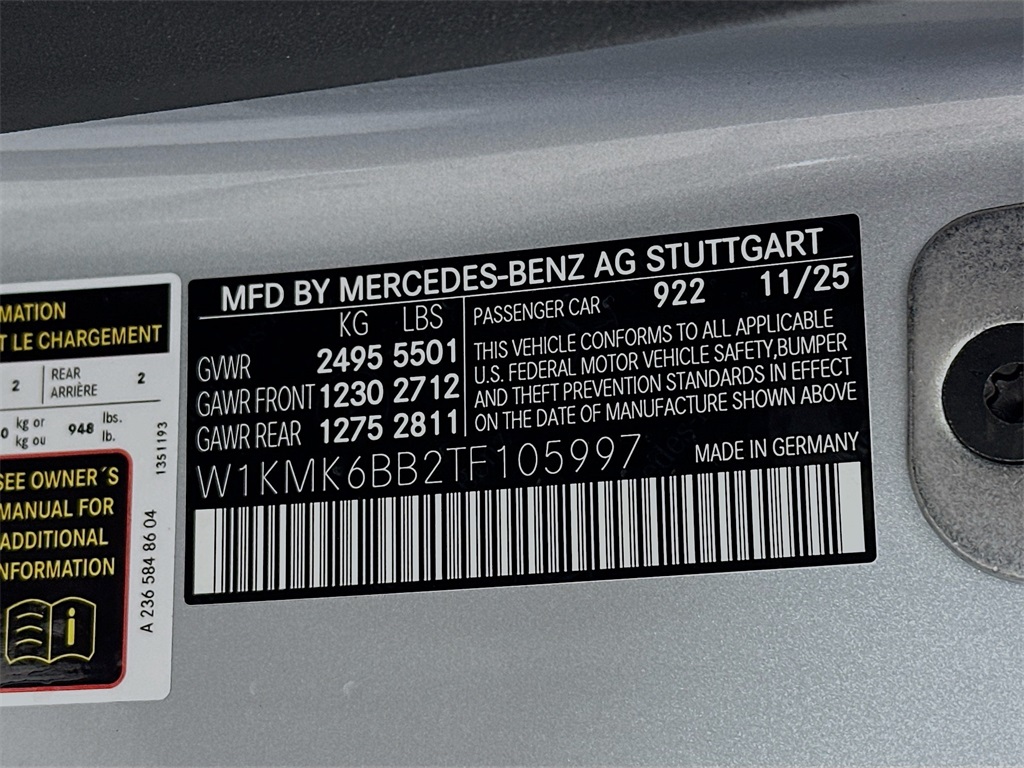 MFD BY MERCEDES-BENZ AG STUTTGART
KG LBS
GVWR 2495 5501
GAWR FRONT 1230 2712
GAWR REAR 1275 2811
PASSENGER CAR 922 11/25
THIS VEHICLE CONFORMS TO ALL APPLICABLE
U.S. FEDERAL MOTOR VEHICLE SAFETY,BUMPER
AND THEFT PREVENTION STANDARDS IN EFFECT
ON THE DATE OF MANUFACTURE SHOWN ABOVE
W1KMK6BB2TF105997
MADE IN GERMANY
MATION
T LE CHARGEMENT
2 REAR 2
ARRIÈRE
0 kg or 948 lbs.
kg ou lb.
1351193
SEE OWNER´S
MANUAL FOR
ADDITIONAL
NFORMATION
i
A 236 584 86 04